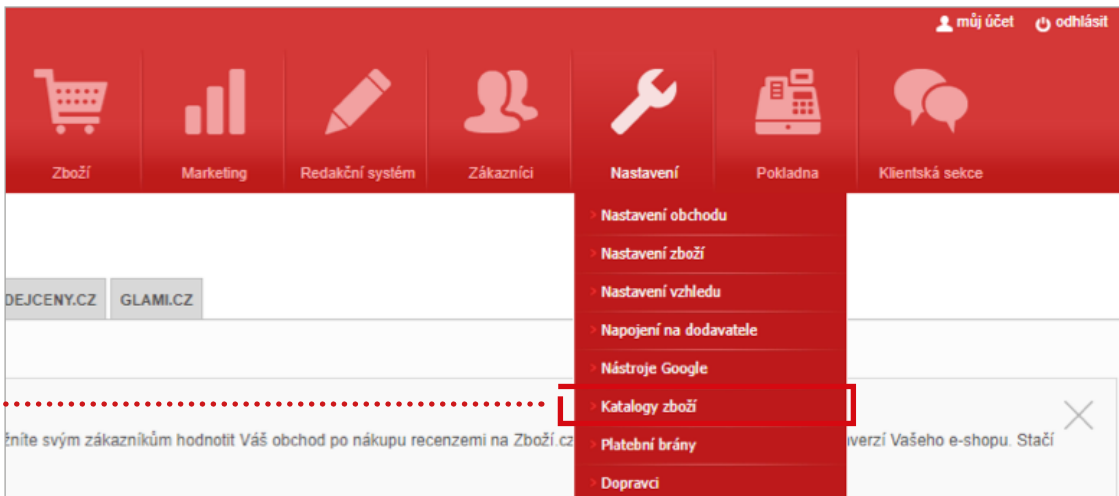 můj účet odhlásit
Zboží Marketing Redakční systém Zákazníci Nastavení Pokladna Klientská sekce
Nastavení obchodu
Nastavení zboží
Nastavení vzhledu
DEJCENY.CZ GLAMI.CZ
Napojení na dodavatele
Nástroje Google
Katalogy zboží
žníte svým zákazníkům hodnotit Váš obchod po nákupu recenzemi na Zboží.cz
verzí Vašeho e-shopu. Stačí
Platební brány
Dopravci